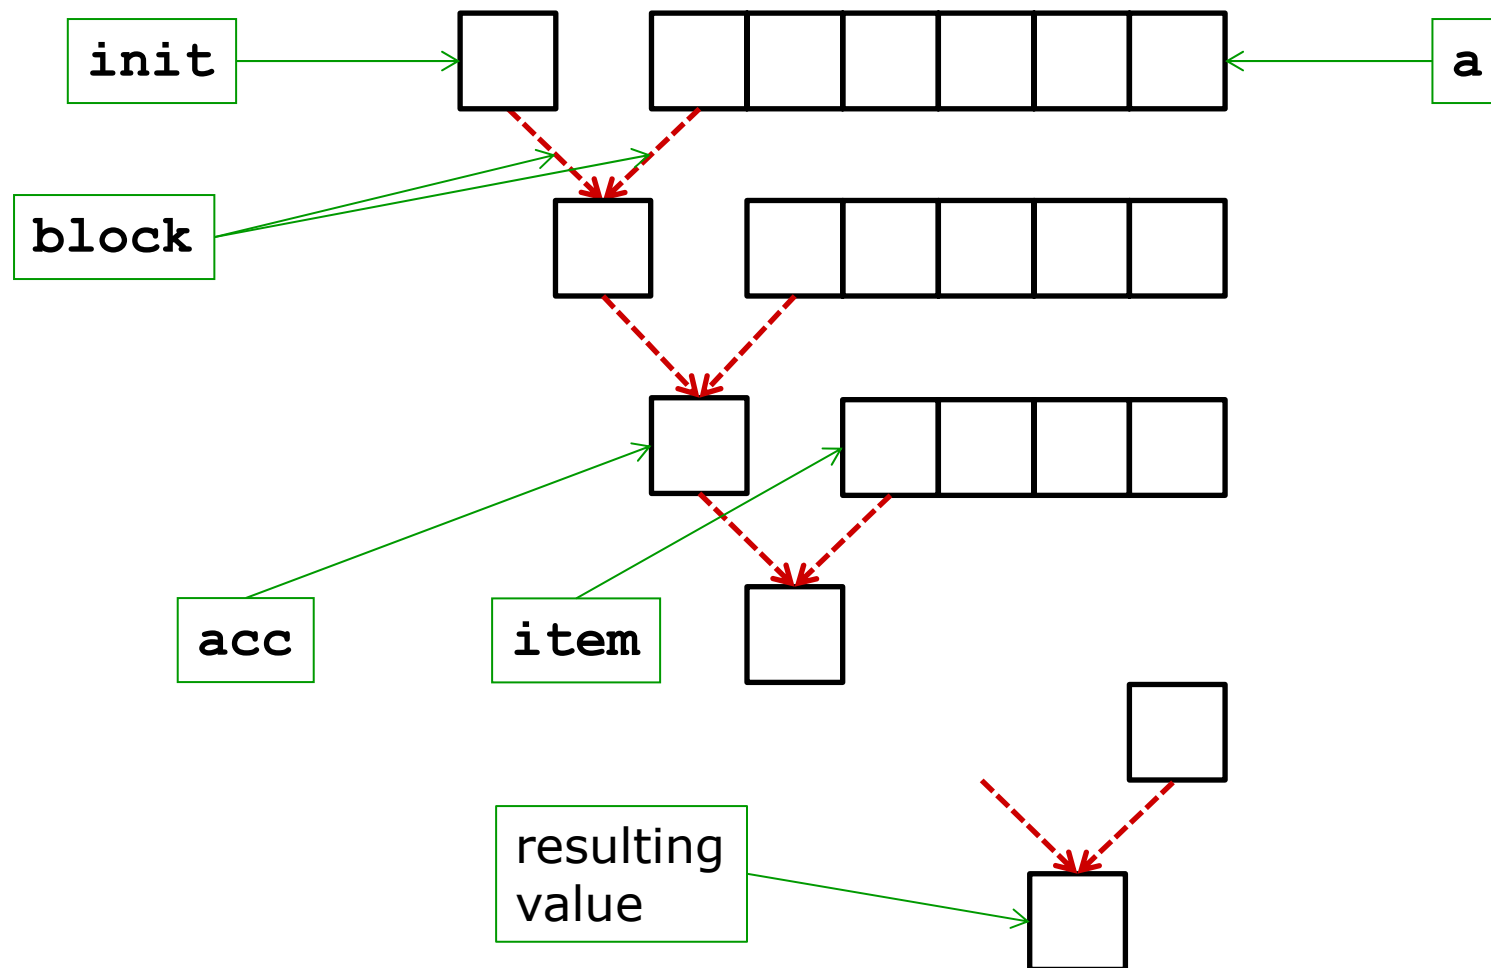 init
a
block
acc
item
resulting
value